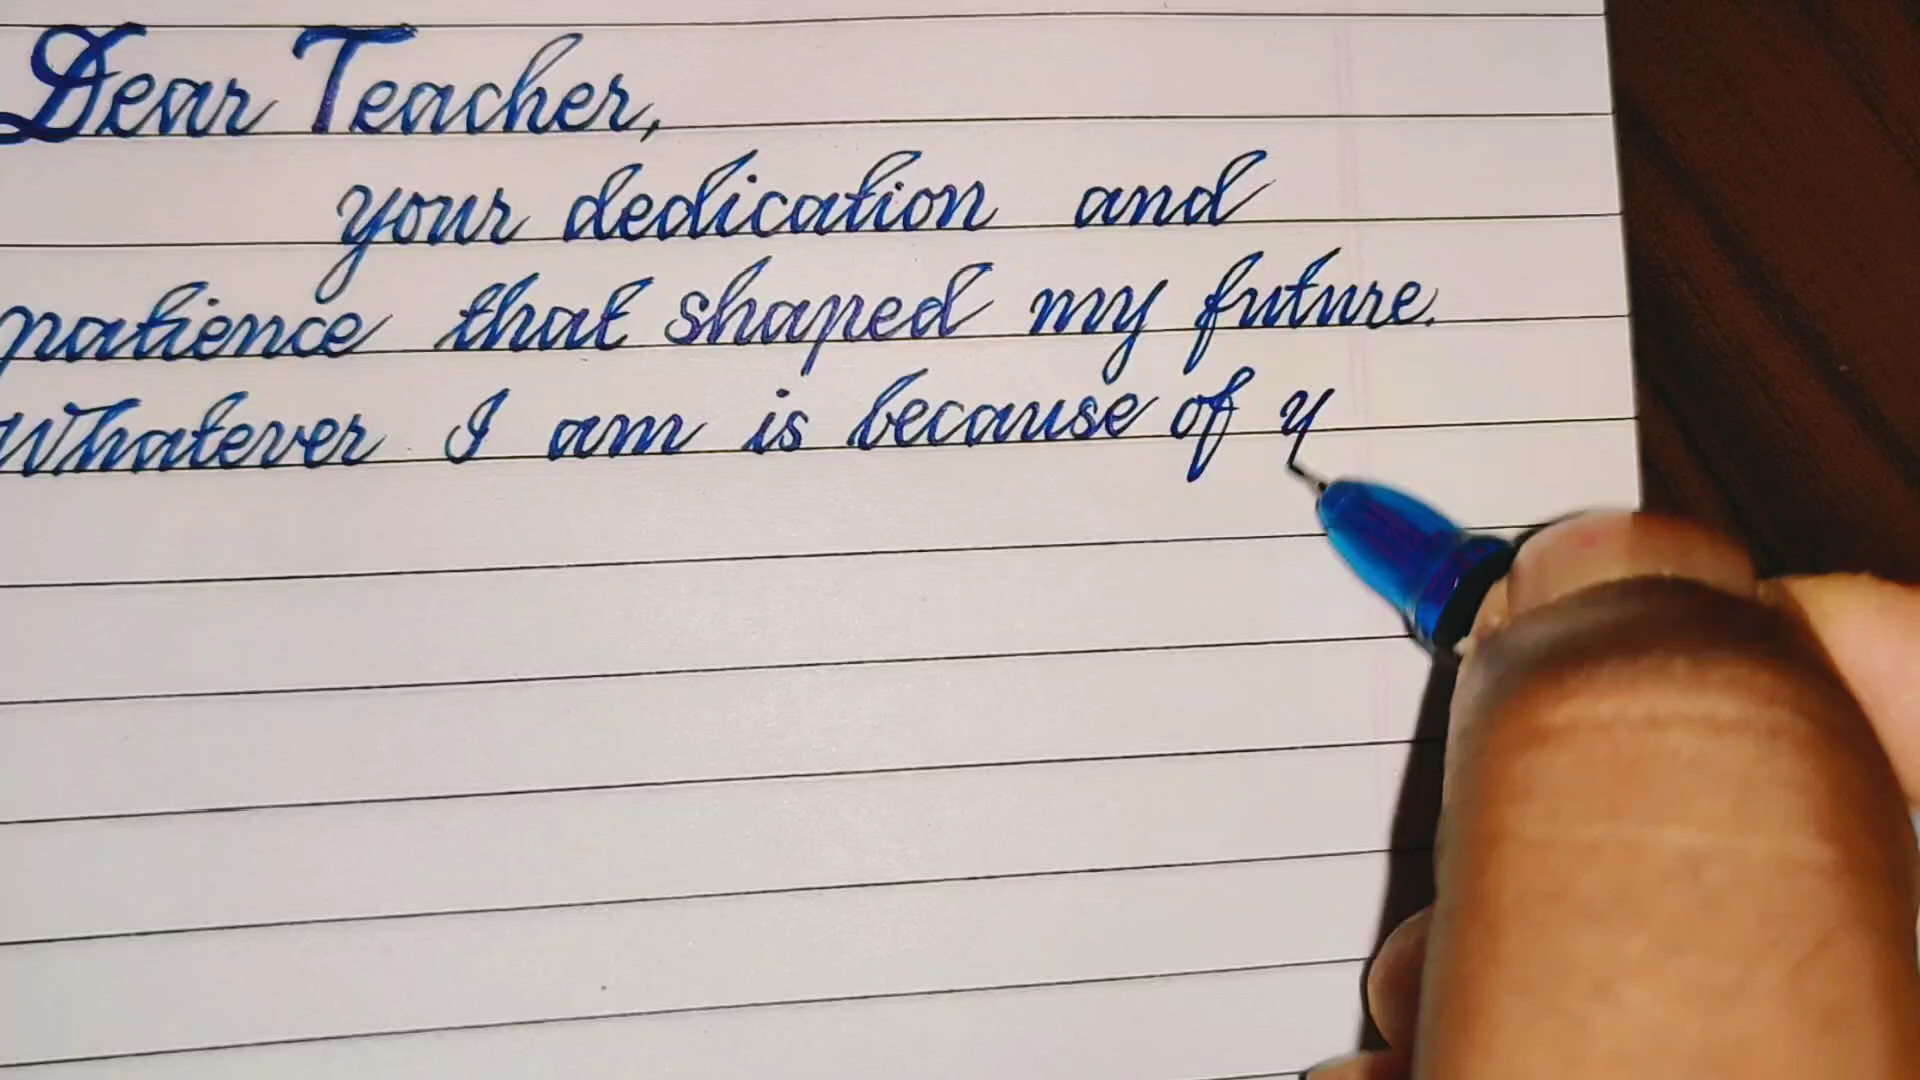 Dear Teacher,
your dedication and
patience that shaped my future.
Whatever I am is because of y